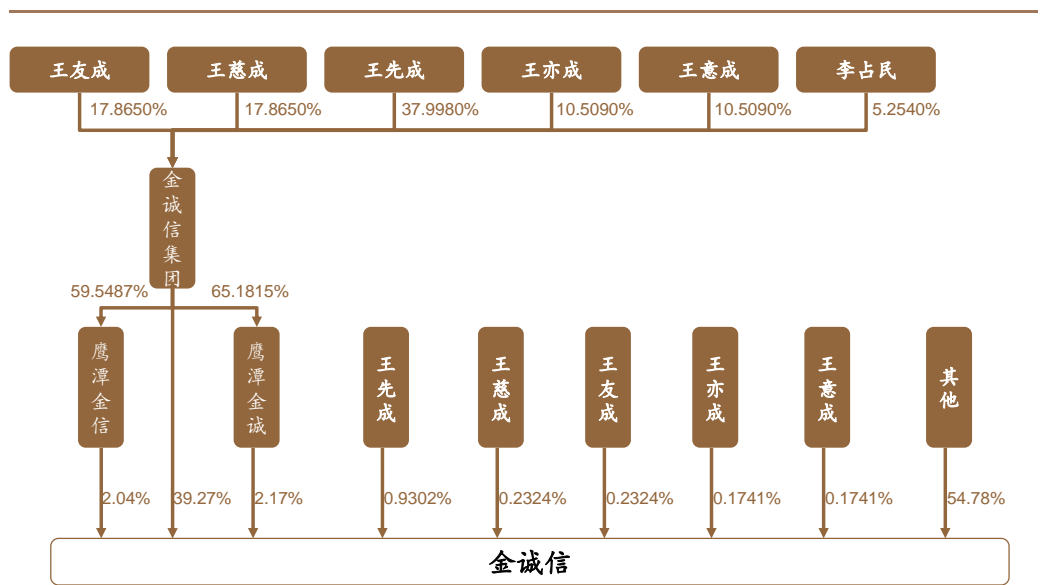 王友成 王慈成 王先成 王亦成 王意成 李占民
17.8650% 17.8650% 37.9980% 10.5090% 10.5090% 5.2540%
金诚信集团
59.5487% 65.1815%
鹰潭金信 鹰潭金诚 王先成 王慈成 王友成 王亦成 王意成 其他
2.04% 39.27% 2.17% 0.9302% 0.2324% 0.2324% 0.1741% 0.1741% 54.78%
金诚信